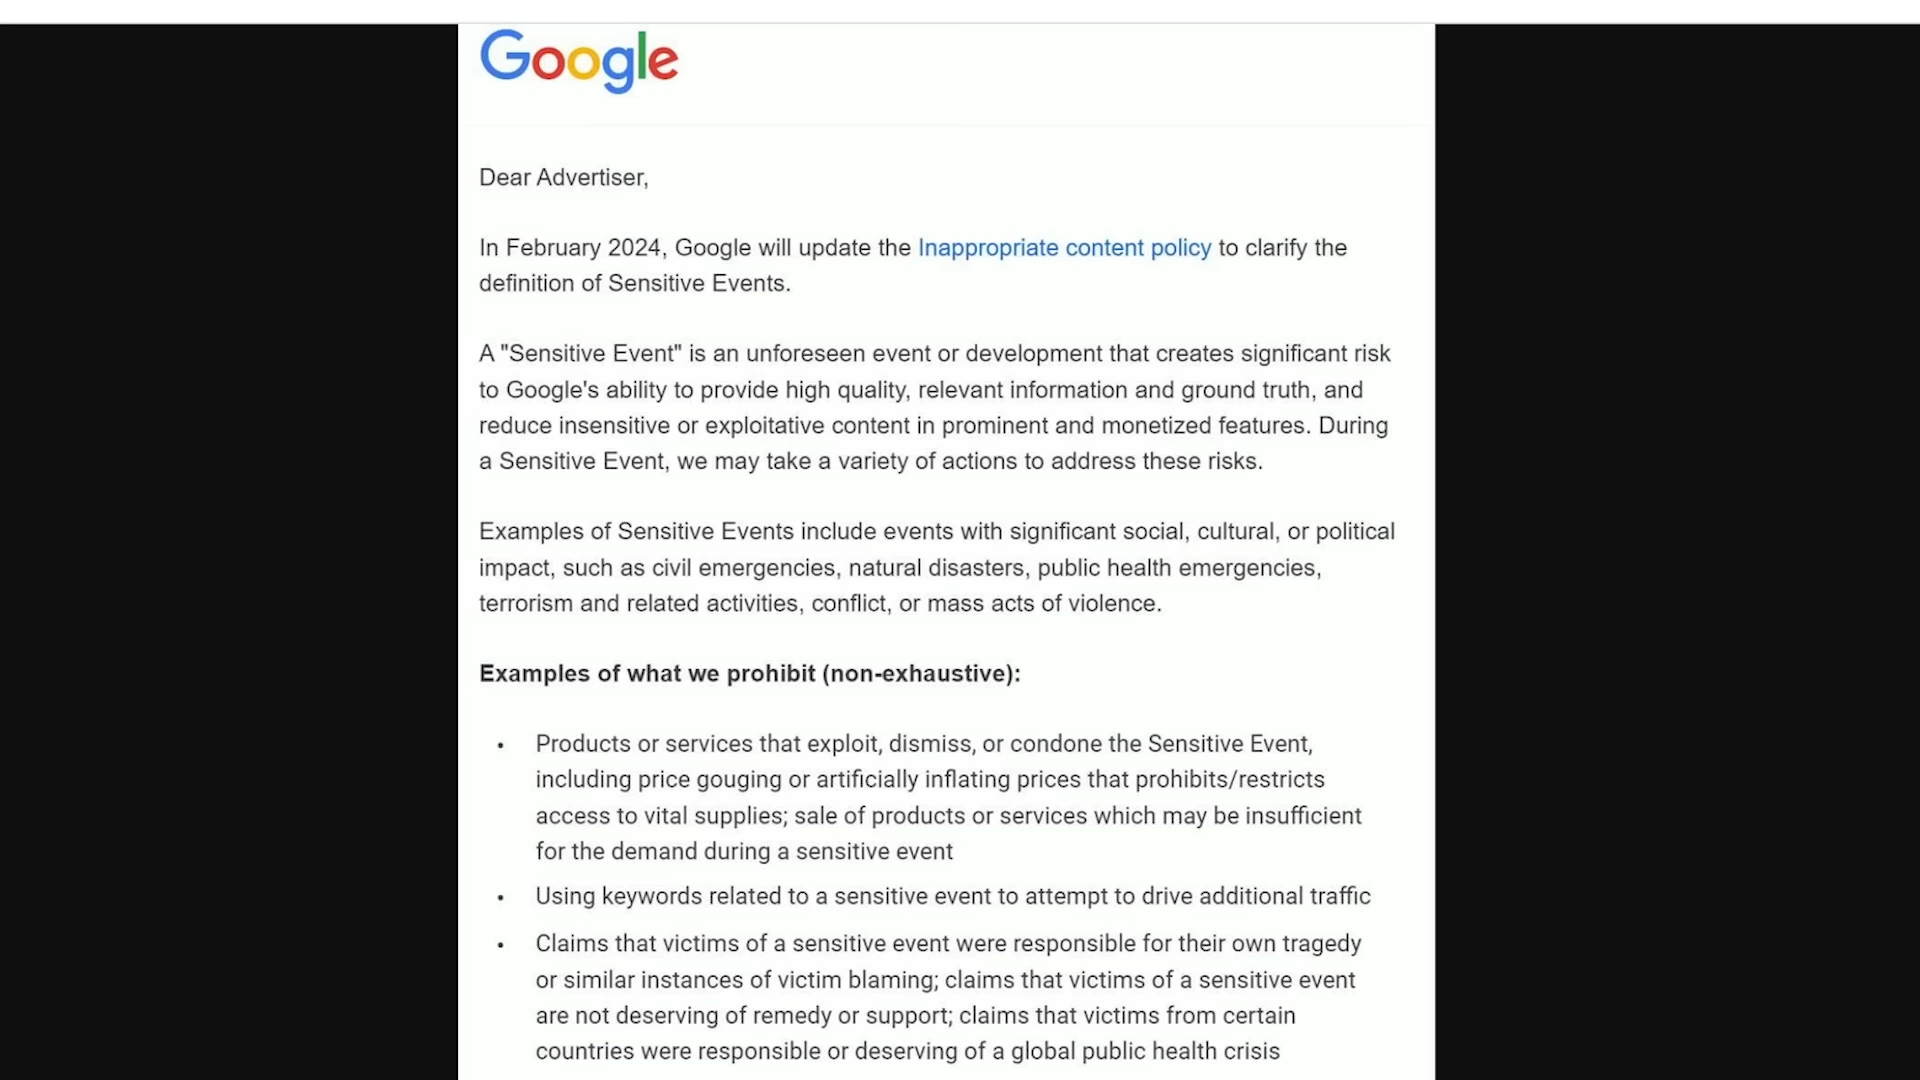 Google
Dear Advertiser,
In February 2024, Google will update the Inappropriate content policy to clarify the
definition of Sensitive Events.
A "Sensitive Event" is an unforeseen event or development that creates significant risk
to Google's ability to provide high quality, relevant information and ground truth, and
reduce insensitive or exploitative content in prominent and monetized features. During
a Sensitive Event, we may take a variety of actions to address these risks.
Examples of Sensitive Events include events with significant social, cultural, or political
impact, such as civil emergencies, natural disasters, public health emergencies,
terrorism and related activities, conflict, or mass acts of violence.
Examples of what we prohibit (non-exhaustive):
• Products or services that exploit, dismiss, or condone the Sensitive Event,
including price gouging or artificially inflating prices that prohibits/restricts
access to vital supplies; sale of products or services which may be insufficient
for the demand during a sensitive event
• Using keywords related to a sensitive event to attempt to drive additional traffic
• Claims that victims of a sensitive event were responsible for their own tragedy
or similar instances of victim blaming; claims that victims of a sensitive event
are not deserving of remedy or support; claims that victims from certain
countries were responsible or deserving of a global public health crisis